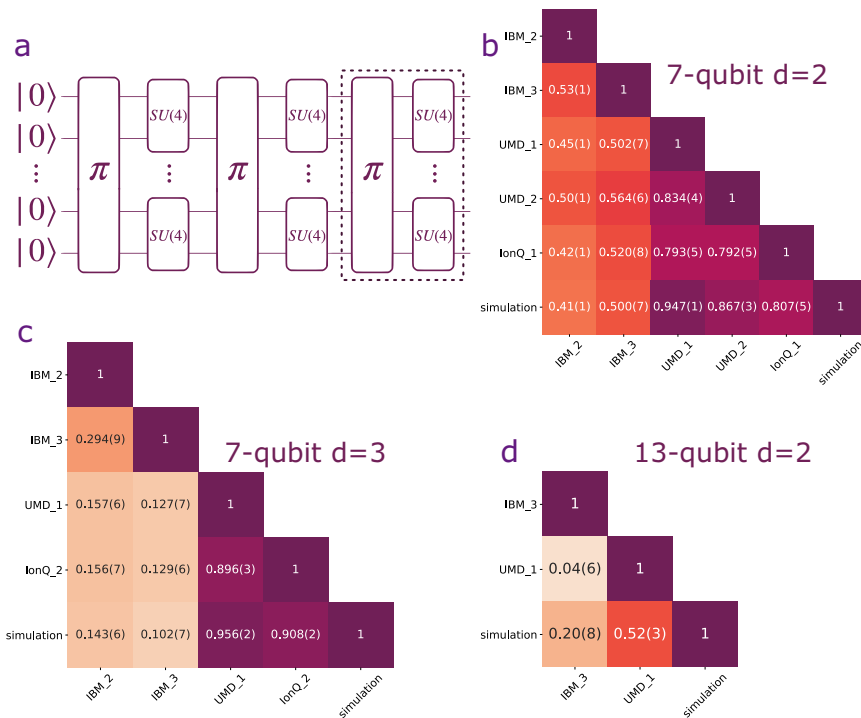 a
|0⟩
|0⟩
⋮
|0⟩
|0⟩
π
SU(4)
⋮
SU(4)
π
SU(4)
⋮
SU(4)
π
SU(4)
⋮
SU(4)
b
7-qubit d=2
IBM_2 1
IBM_3 0.53(1) 1
UMD_1 0.45(1) 0.502(7) 1
UMD_2 0.50(1) 0.564(6) 0.834(4) 1
IonQ_1 0.42(1) 0.520(8) 0.793(5) 0.792(5) 1
simulation 0.41(1) 0.500(7) 0.947(1) 0.867(3) 0.807(5) 1
IBM_2 IBM_3 UMD_1 UMD_2 IonQ_1 simulation
c
7-qubit d=3
IBM_2 1
IBM_3 0.294(9) 1
UMD_1 0.157(6) 0.127(7) 1
IonQ_2 0.156(7) 0.129(6) 0.896(3) 1
simulation 0.143(6) 0.102(7) 0.956(2) 0.908(2) 1
IBM_2 IBM_3 UMD_1 IonQ_2 simulation
d
13-qubit d=2
IBM_3 1
UMD_1 0.04(6) 1
simulation 0.20(8) 0.52(3) 1
IBM_3 UMD_1 simulation